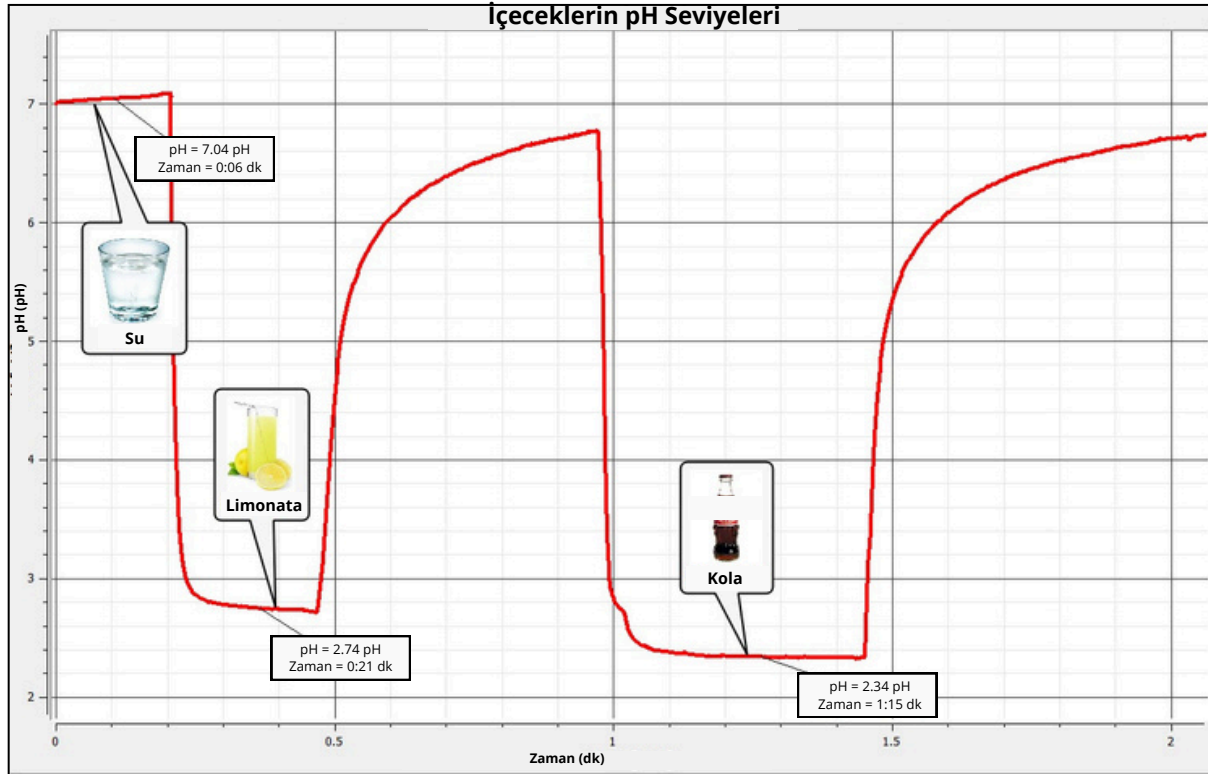 İçeceklerin pH Seviyeleri
7
pH = 7.04 pH
Zaman = 0:06 dk
6
Su
pH (pH)
5
4
Limonata
3
Kola
pH = 2.74 pH
Zaman = 0:21 dk
pH = 2.34 pH
Zaman = 1:15 dk
2
0
0.5
1
1.5
2
Zaman (dk)